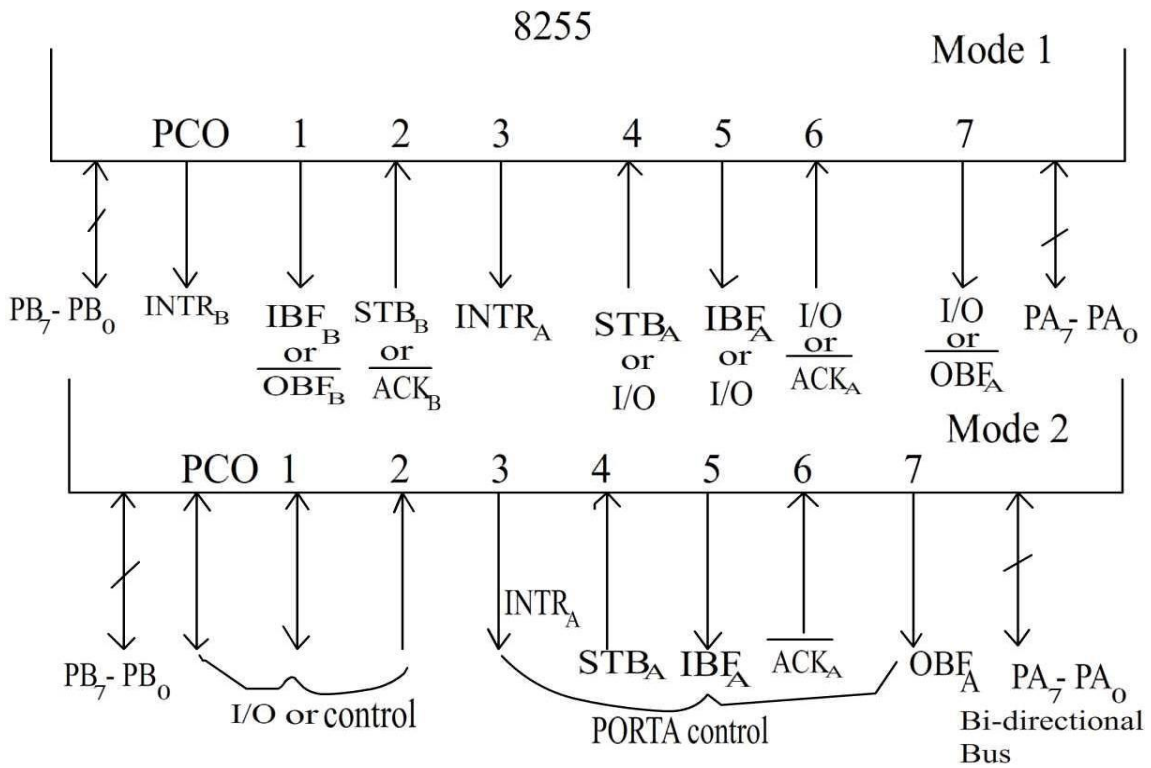 8255
Mode 1
PCO 1 2 3 4 5 6 7
PB7- PB0 INTRB IBFB STBB INTRA STBA IBFA I/O I/O PA7- PA0
or or or or or or
OBFB ACKB I/O I/O ACKA OBFA
Mode 2
PCO 1 2 3 4 5 6 7
INTRA
PB7- PB0 STBA IBFA ACKA OBFA PA7- PA0
I/O or control PORTA control Bi-directional
Bus